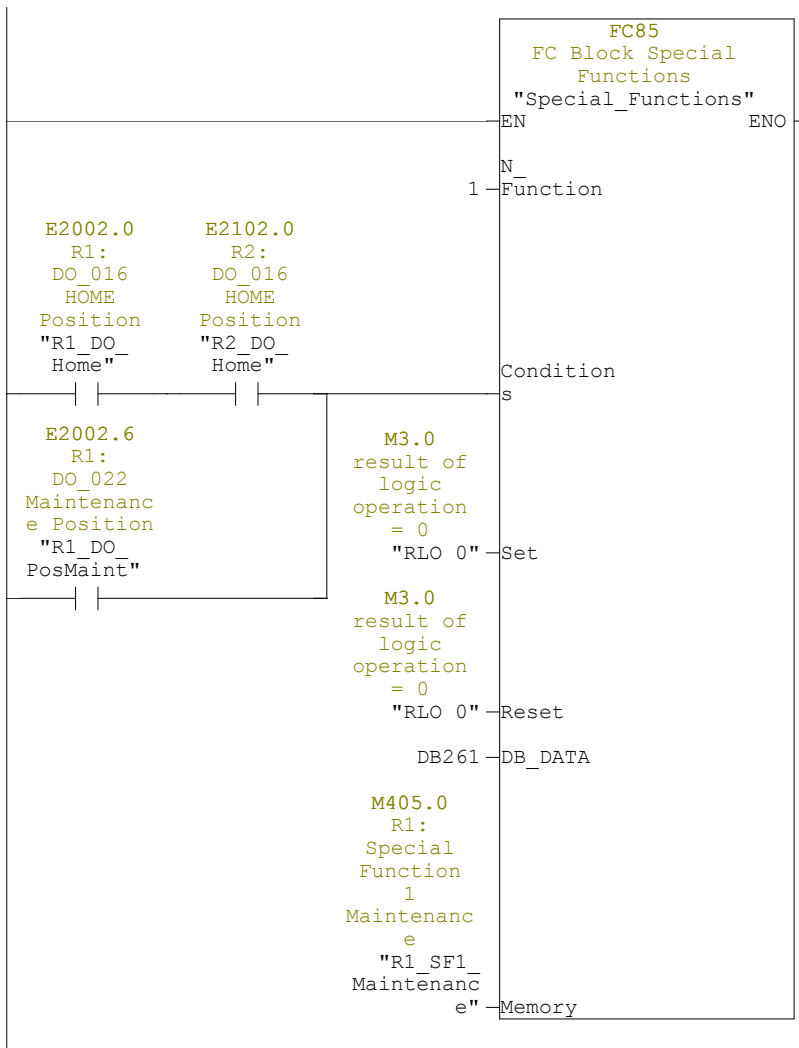 FC85
FC Block Special
Functions
"Special_Functions"
EN ENO
N_
1 Function
E2002.0 E2102.0
R1: R2:
DO_016 DO_016
HOME HOME
Position Position
"R1_DO_ "R2_DO_
Home" Home"
Condition
s
E2002.6
R1:
DO_022
Maintenanc
e Position
"R1_DO_
PosMaint"
M3.0
result of
logic
operation
= 0
"RLO 0" Set
M3.0
result of
logic
operation
= 0
"RLO 0" Reset
DB261 DB_DATA
M405.0
R1:
Special
Function
1
Maintenanc
e
"R1_SF1_
Maintenanc
e" Memory